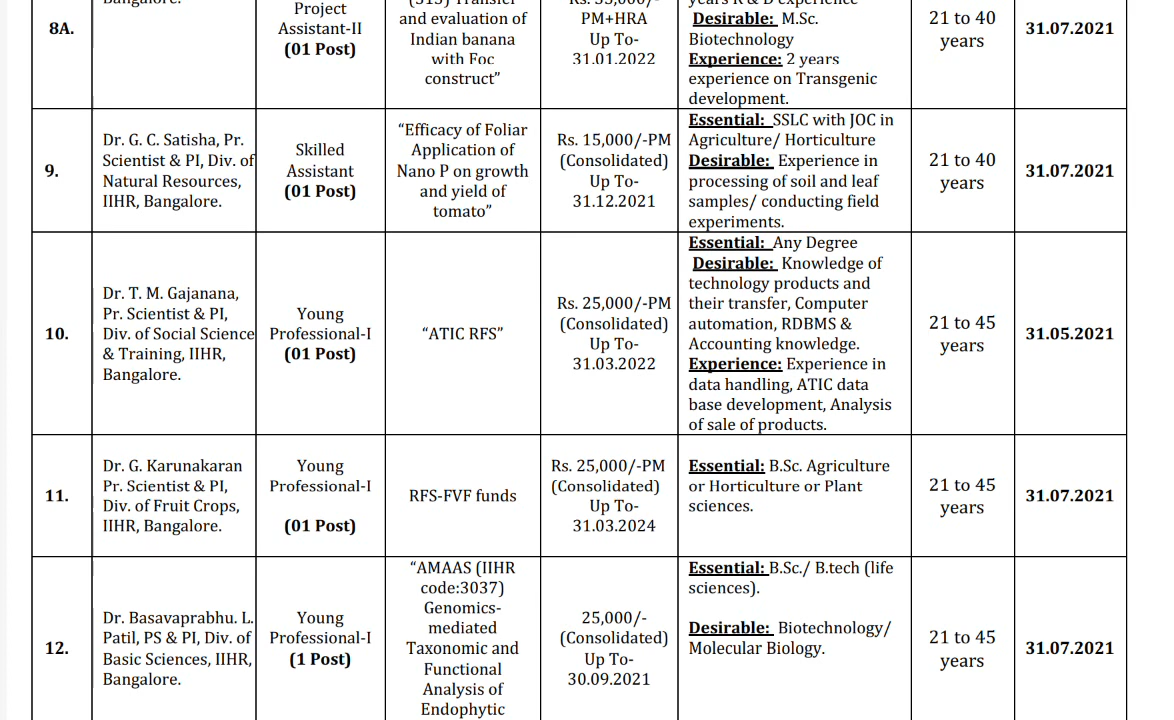 Bangalore.
8A.
Project
Assistant-II
(01 Post)
(315) Transfer
and evaluation of
Indian banana
with Foc
construct”
Rs. 35,000/-
PM+HRA
Up To-
31.01.2022
years R & D experience
Desirable: M.Sc.
Biotechnology
Experience: 2 years
experience on Transgenic
development.
21 to 40
years
31.07.2021
9.
Dr. G. C. Satisha, Pr.
Scientist & PI, Div. of
Natural Resources,
IIHR, Bangalore.
Skilled
Assistant
(01 Post)
“Efficacy of Foliar
Application of
Nano P on growth
and yield of
tomato”
Rs. 15,000/-PM
(Consolidated)
Up To-
31.12.2021
Essential: SSLC with JOC in
Agriculture/ Horticulture
Desirable: Experience in
processing of soil and leaf
samples/ conducting field
experiments.
21 to 40
years
31.07.2021
10.
Dr. T. M. Gajanana,
Pr. Scientist & PI,
Div. of Social Science
& Training, IIHR,
Bangalore.
Young
Professional-I
(01 Post)
“ATIC RFS”
Rs. 25,000/-PM
(Consolidated)
Up To-
31.03.2022
Essential: Any Degree
Desirable: Knowledge of
technology products and
their transfer, Computer
automation, RDBMS &
Accounting knowledge.
Experience: Experience in
data handling, ATIC data
base development, Analysis
of sale of products.
21 to 45
years
31.05.2021
11.
Dr. G. Karunakaran
Pr. Scientist & PI,
Div. of Fruit Crops,
IIHR, Bangalore.
Young
Professional-I
(01 Post)
RFS-FVF funds
Rs. 25,000/-PM
(Consolidated)
Up To-
31.03.2024
Essential: B.Sc. Agriculture
or Horticulture or Plant
sciences.
21 to 45
years
31.07.2021
12.
Dr. Basavaprabhu. L.
Patil, PS & PI, Div. of
Basic Sciences, IIHR,
Bangalore.
Young
Professional-I
(1 Post)
“AMAAS (IIHR
code:3037)
Genomics-
mediated
Taxonomic and
Functional
Analysis of
Endophytic
25,000/-
(Consolidated)
Up To-
30.09.2021
Essential: B.Sc./ B.tech (life
sciences).
Desirable: Biotechnology/
Molecular Biology.
21 to 45
years
31.07.2021